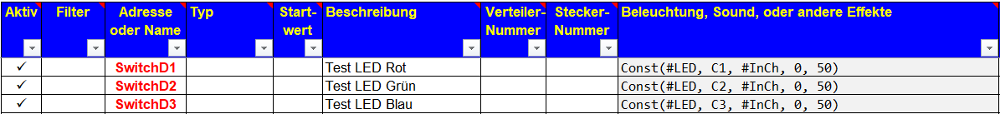 Aktiv Filter Adresse oder Name Typ Start-wert Beschreibung Verteiler-Nummer Stecker-Nummer Beleuchtung, Sound, oder andere Effekte
✓ SwitchD1 Test LED Rot Const(#LED, C1, #InCh, 0, 50)
✓ SwitchD2 Test LED Grün Const(#LED, C2, #InCh, 0, 50)
✓ SwitchD3 Test LED Blau Const(#LED, C3, #InCh, 0, 50)